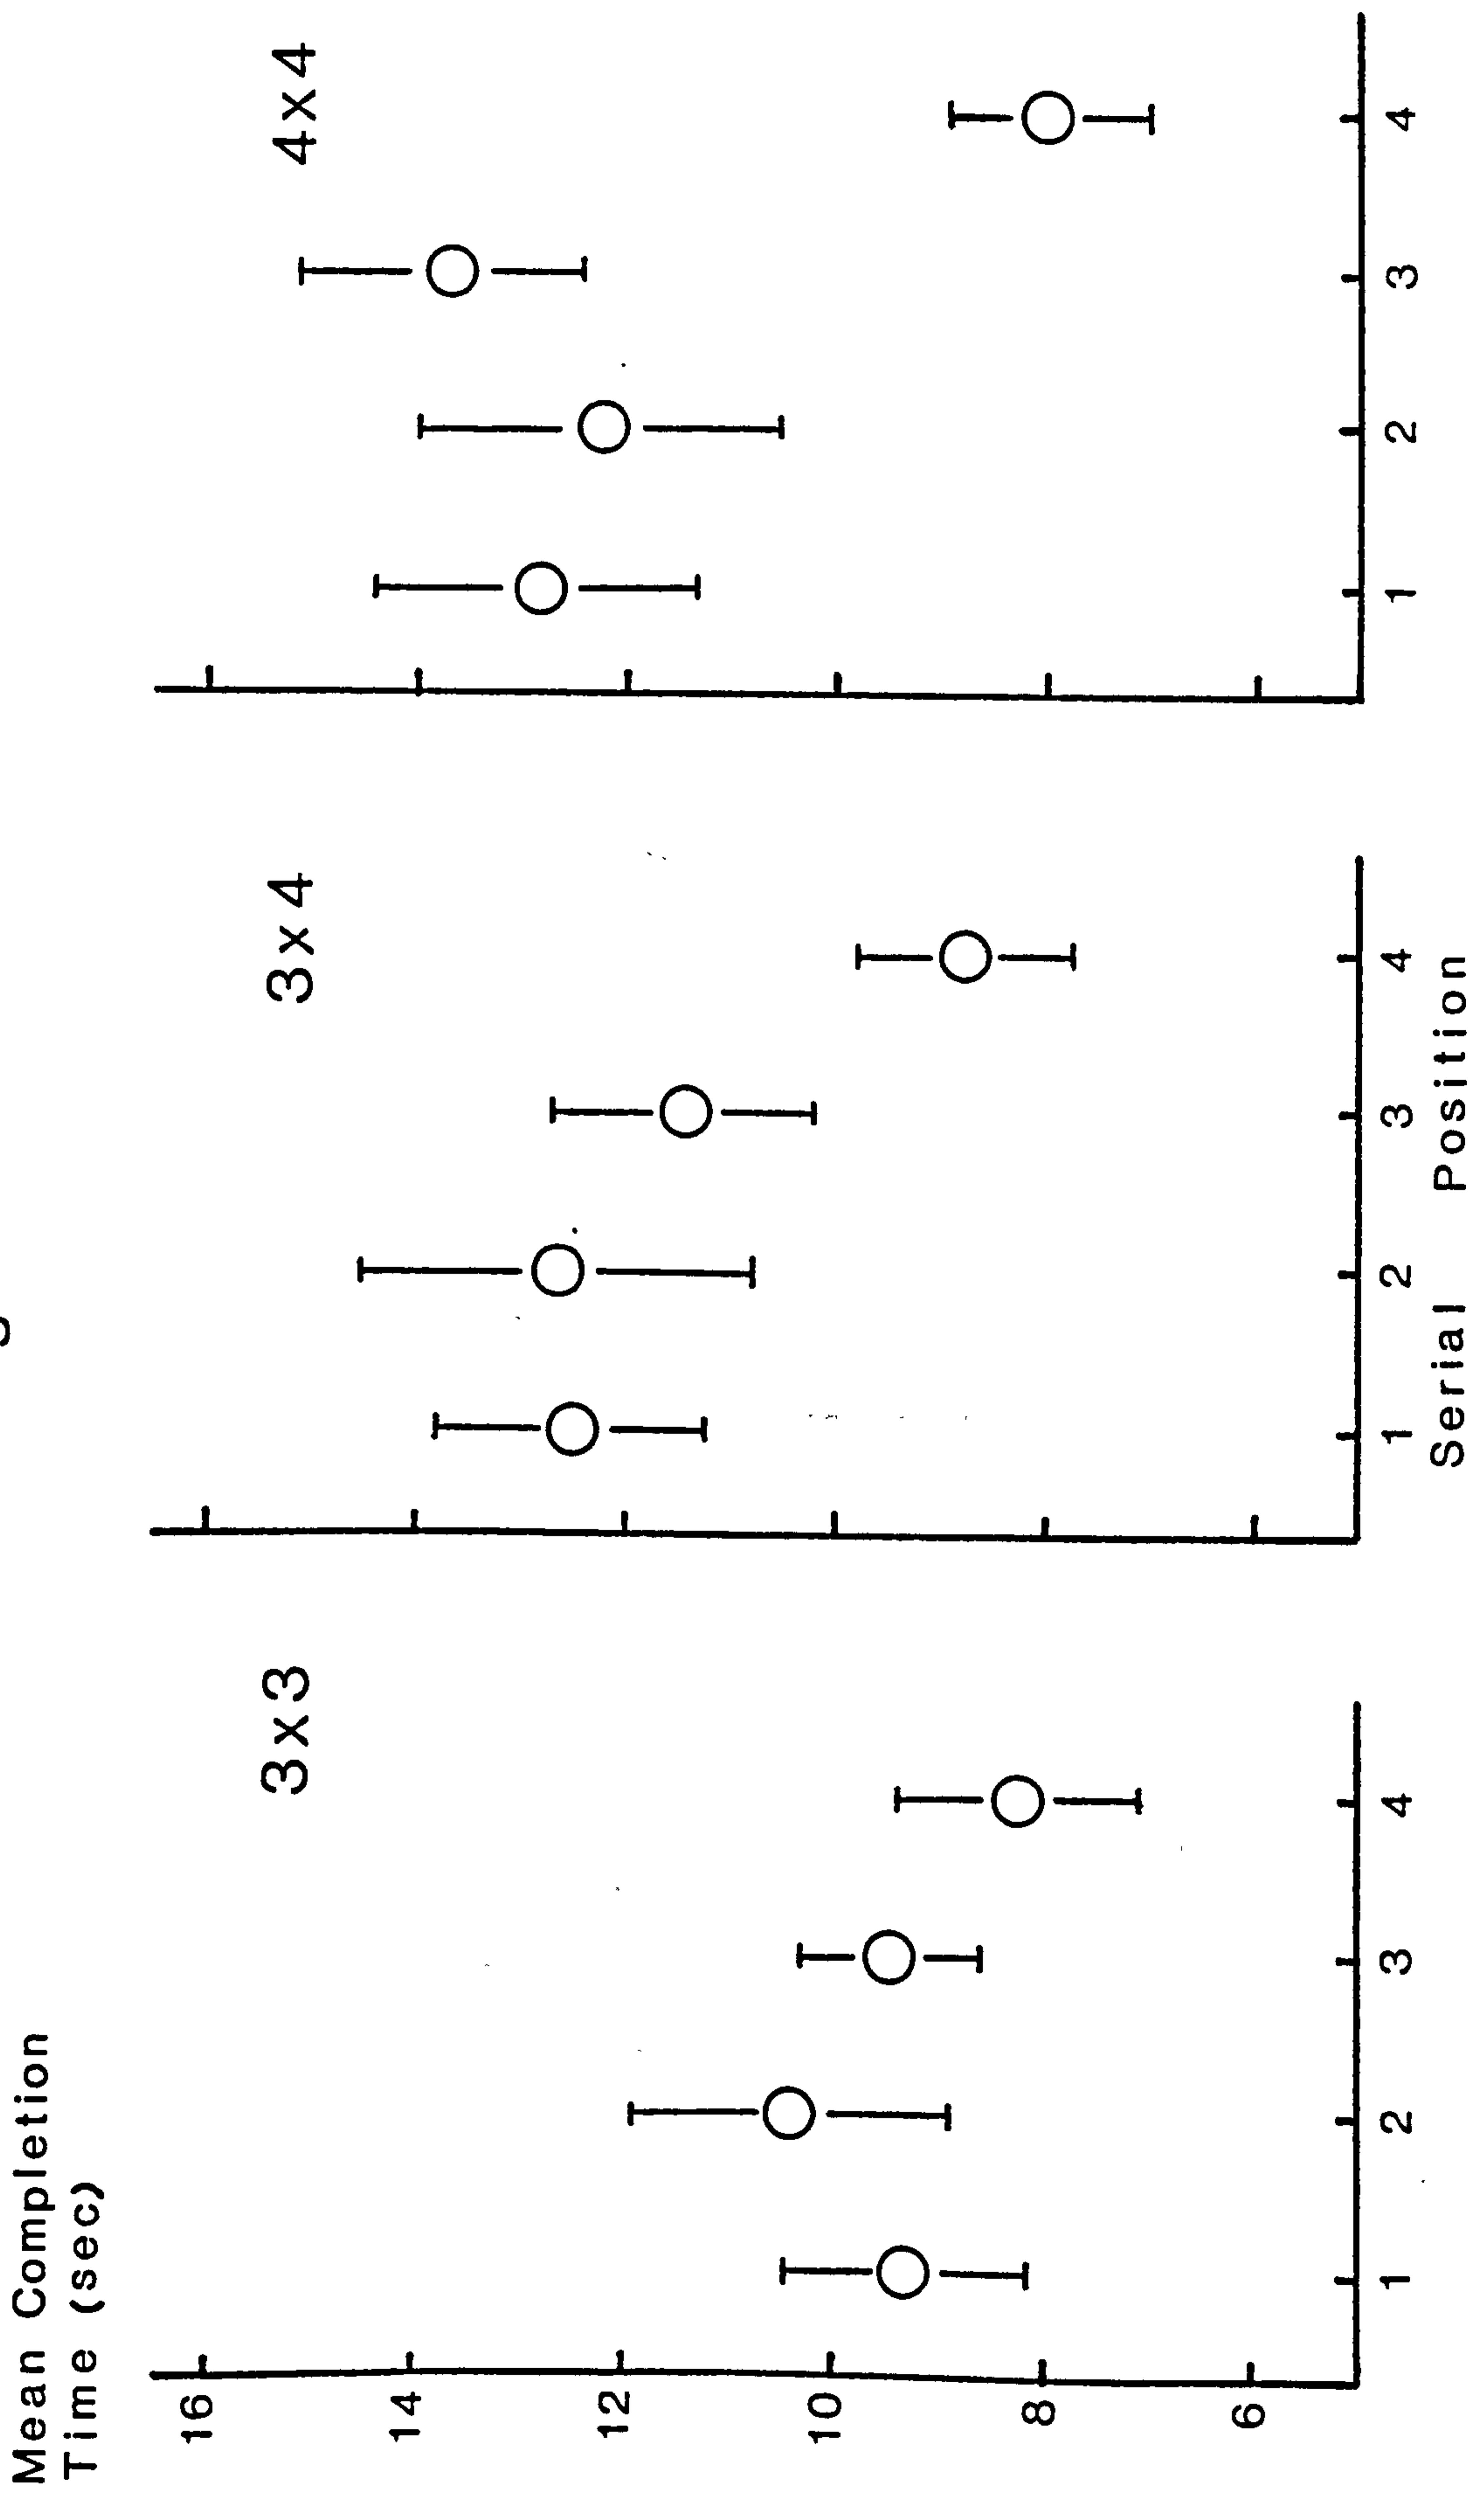 Mean Completion
Time (sec)
3x3
3x4
4x4
16
14
12
10
8
6
1 2 3 4
1 2 3 4
1 2 3 4
Serial Position